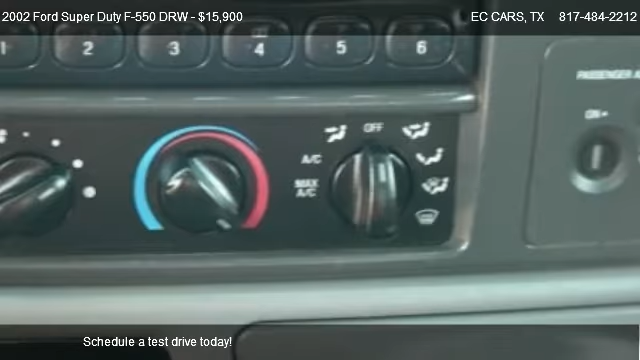 2002 Ford Super Duty F-550 DRW - $15,900
EC CARS, TX 817-484-2212
2 3 4 5 6
PASSENGER A
ON
OFF
A/C
MAX
A/C
Schedule a test drive today!